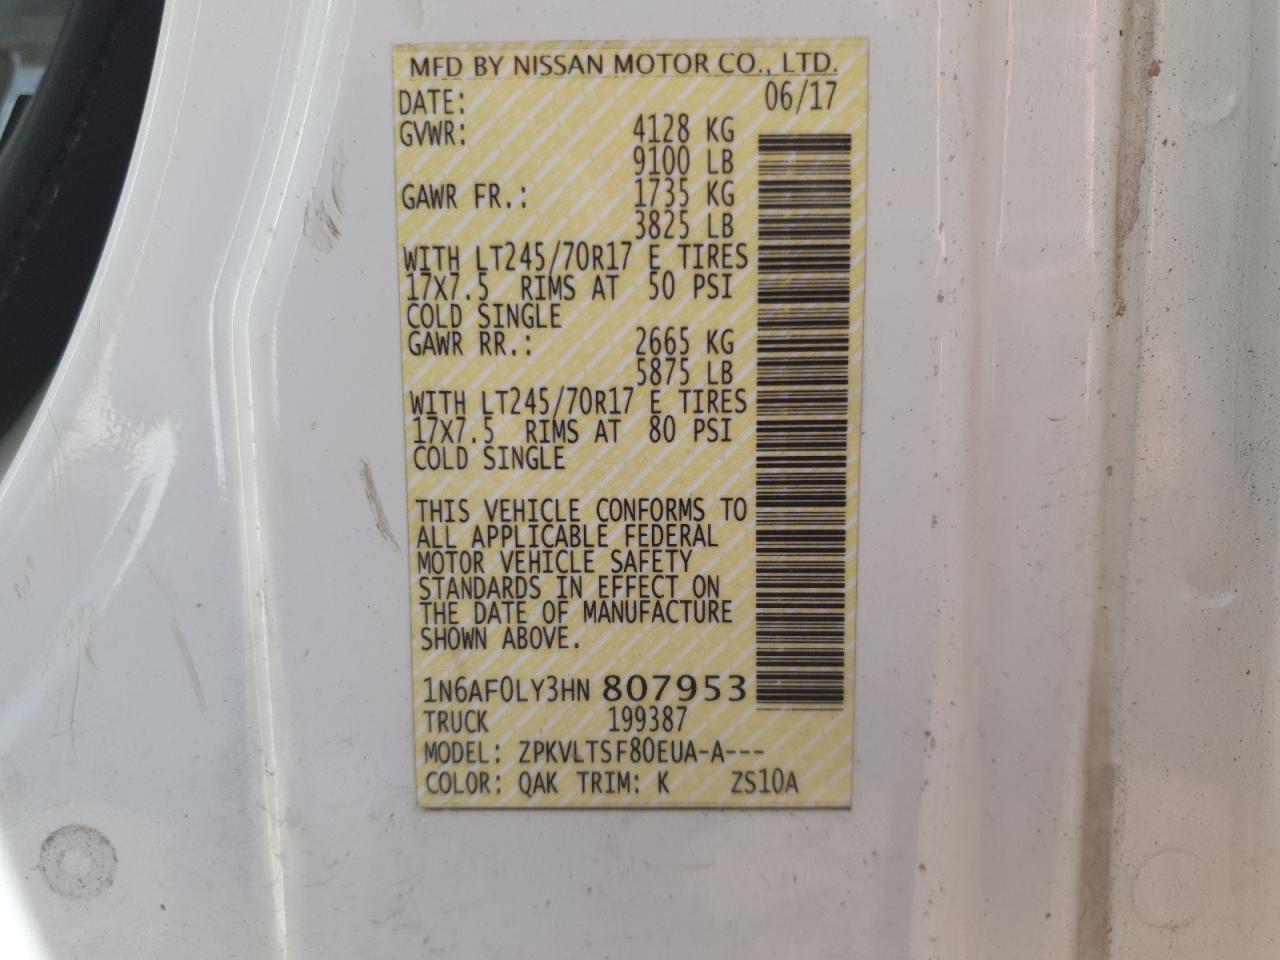 MFD BY NISSAN MOTOR CO., LTD.
DATE: 06/17
GVWR: 4128 KG
9100 LB
GAWR FR.: 1735 KG
3825 LB
WITH LT245/70R17 E TIRES
17X7.5 RIMS AT 50 PSI
COLD SINGLE
GAWR RR.: 2665 KG
5875 LB
WITH LT245/70R17 E TIRES
17X7.5 RIMS AT 80 PSI
COLD SINGLE
THIS VEHICLE CONFORMS TO
ALL APPLICABLE FEDERAL
MOTOR VEHICLE SAFETY
STANDARDS IN EFFECT ON
THE DATE OF MANUFACTURE
SHOWN ABOVE.
1N6AF0LY3HN 807953
TRUCK 199387
MODEL: ZPKVLTSF80EUA-A---
COLOR: QAK TRIM: K ZS10A